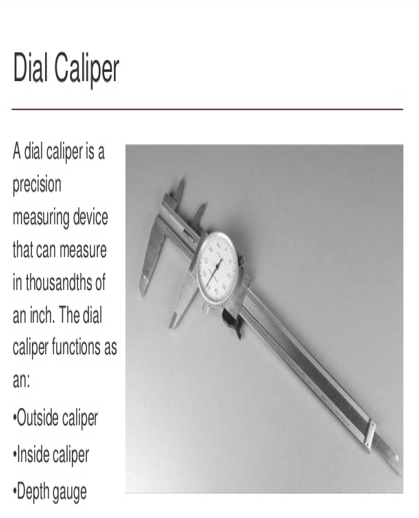 Dial Caliper
A dial caliper is a
precision
measuring device
that can measure
in thousandths of
an inch. The dial
caliper functions as
an:
•Outside caliper
•Inside caliper
•Depth gauge